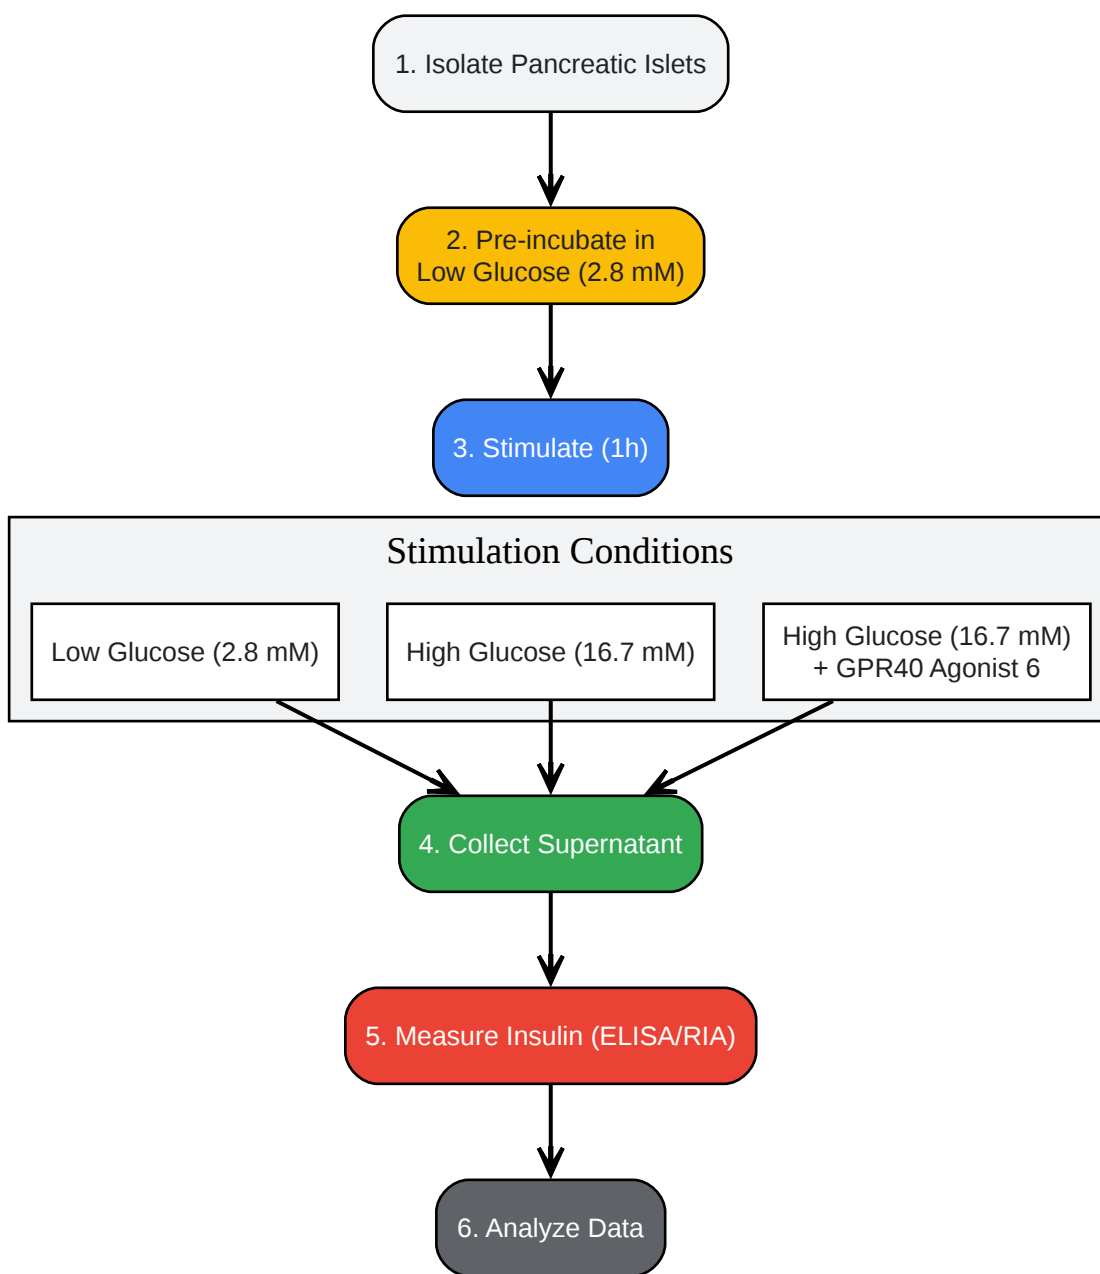 1. Isolate Pancreatic Islets
2. Pre-incubate in
Low Glucose (2.8 mM)
3. Stimulate (1h)
Stimulation Conditions
Low Glucose (2.8 mM)
High Glucose (16.7 mM)
High Glucose (16.7 mM)
+ GPR40 Agonist 6
4. Collect Supernatant
5. Measure Insulin (ELISA/RIA)
6. Analyze Data